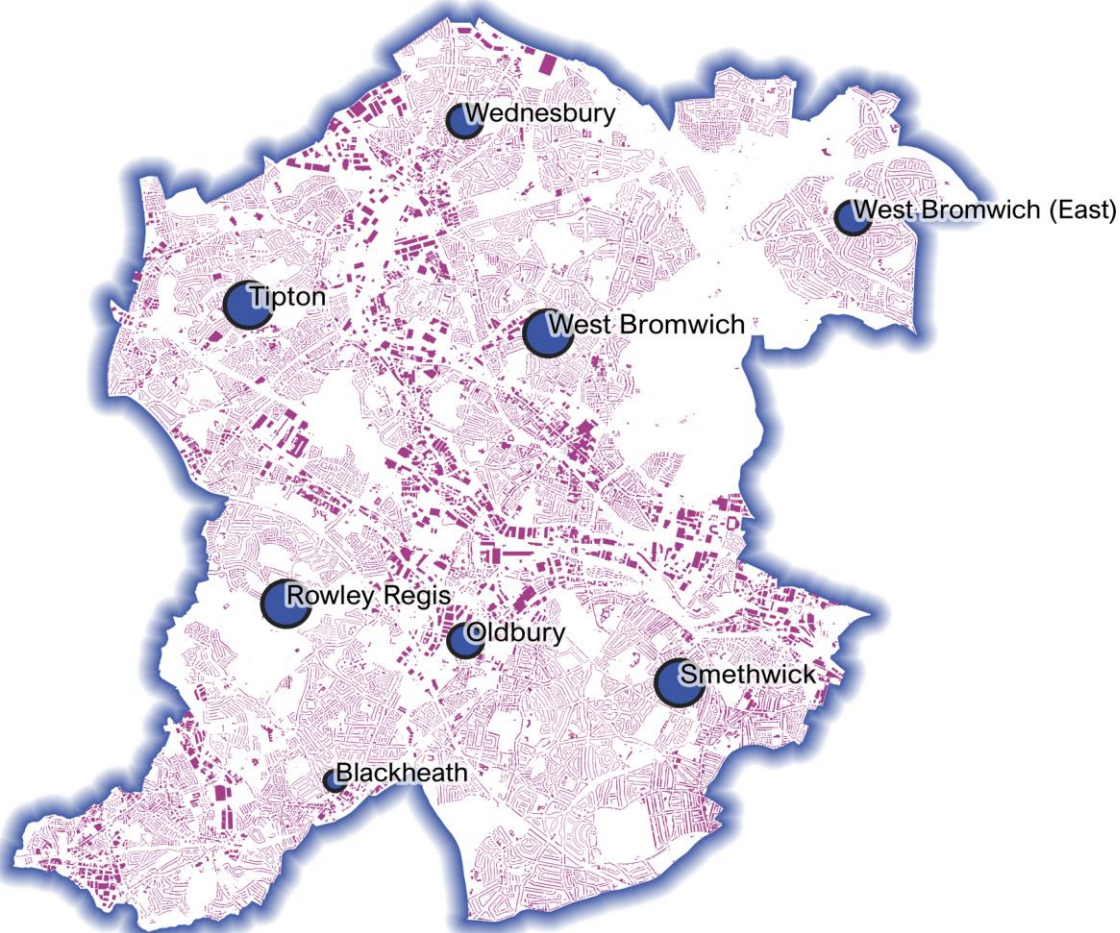 Wednesbury
West Bromwich (East)
Tipton
West Bromwich
Rowley Regis
Oldbury
Smethwick
Blackheath